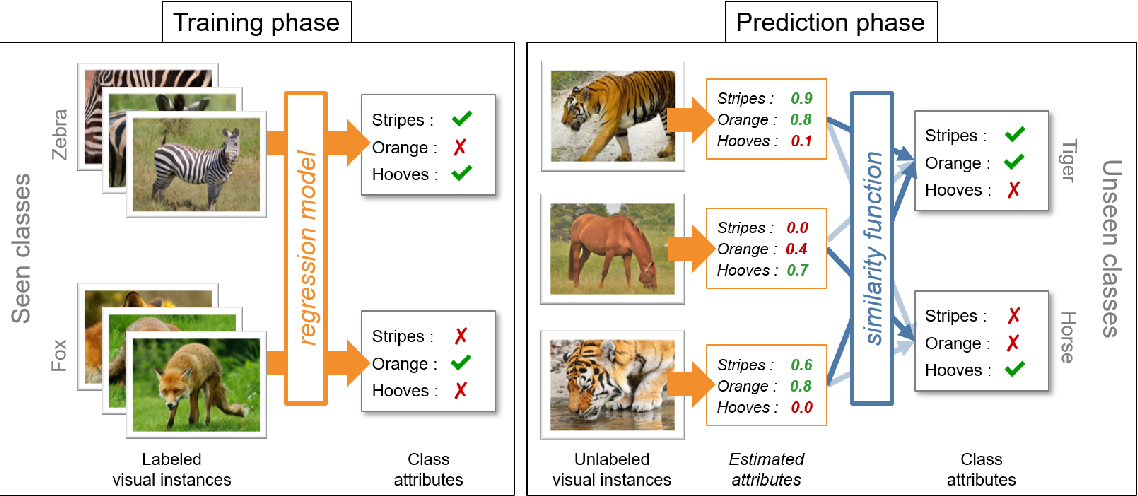 Training phase
Seen classes
Zebra
Fox
regression model
Stripes :
Orange :
Hooves :
Stripes :
Orange :
Hooves :
Labeled
visual instances
Class
attributes
Prediction phase
Stripes : 0.9
Orange : 0.8
Hooves : 0.1
Stripes : 0.0
Orange : 0.4
Hooves : 0.7
Stripes : 0.6
Orange : 0.8
Hooves : 0.0
similarity function
Stripes :
Orange :
Hooves :
Tiger
Stripes :
Orange :
Hooves :
Horse
Unseen classes
Unlabeled
visual instances
Estimated
attributes
Class
attributes